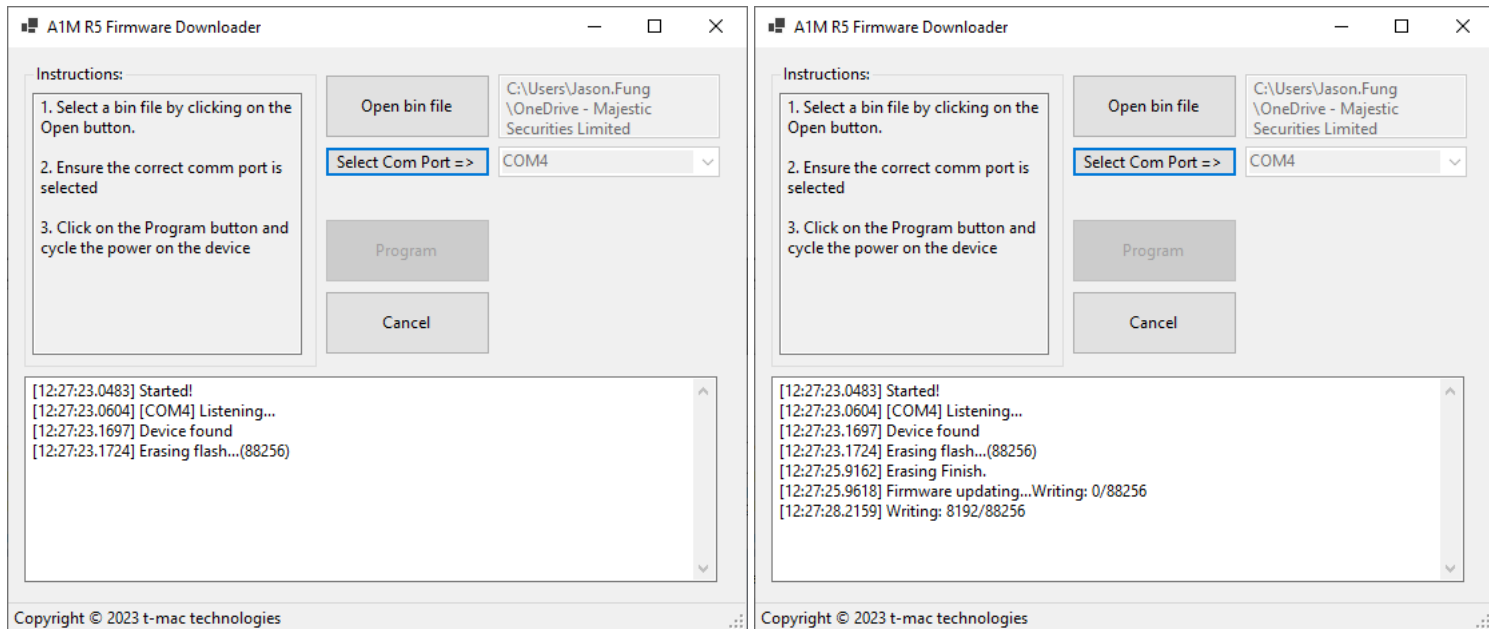 A1M R5 Firmware Downloader
Instructions:
1. Select a bin file by clicking on the
Open button.
2. Ensure the correct comm port is
selected
3. Click on the Program button and
cycle the power on the device
Open bin file
C:\Users\Jason.Fung
\OneDrive - Majestic
Securities Limited
Select Com Port =>
COM4
Program
Cancel
[12:27:23.0483] Started!
[12:27:23.0604] [COM4] Listening...
[12:27:23.1697] Device found
[12:27:23.1724] Erasing flash...(88256)
Copyright © 2023 t-mac technologies
A1M R5 Firmware Downloader
Instructions:
1. Select a bin file by clicking on the
Open button.
2. Ensure the correct comm port is
selected
3. Click on the Program button and
cycle the power on the device
Open bin file
C:\Users\Jason.Fung
\OneDrive - Majestic
Securities Limited
Select Com Port =>
COM4
Program
Cancel
[12:27:23.0483] Started!
[12:27:23.0604] [COM4] Listening...
[12:27:23.1697] Device found
[12:27:23.1724] Erasing flash...(88256)
[12:27:25.9162] Erasing Finish.
[12:27:25.9618] Firmware updating...Writing: 0/88256
[12:27:28.2159] Writing: 8192/88256
Copyright © 2023 t-mac technologies